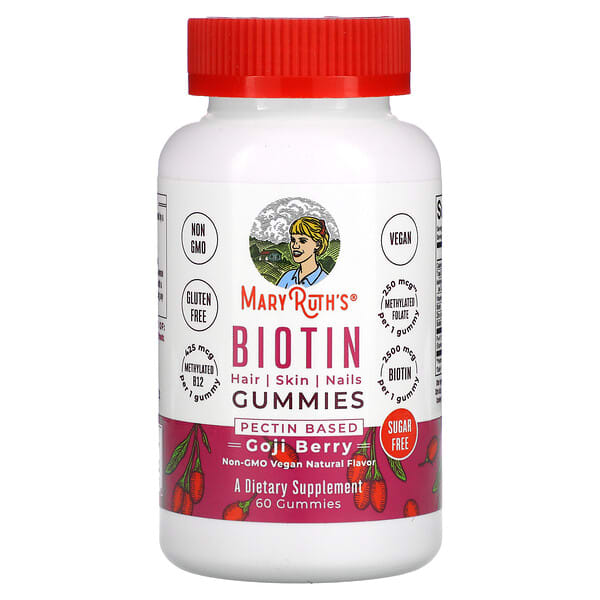 NON
GMO
GLUTEN
FREE
425 mcg
METHYLATED
B12
per 1 gummy
MARY RUTH'S®
BIOTIN
Hair | Skin | Nails
GUMMIES
PECTIN BASED
Goji Berry
Non-GMO Vegan Natural Flavor
A Dietary Supplement
60 Gummies
VEGAN
250 mcg
METHYLATED
FOLATE
per 1 gummy
2500 mcg
BIOTIN
per 1 gummy
SUGAR
FREE